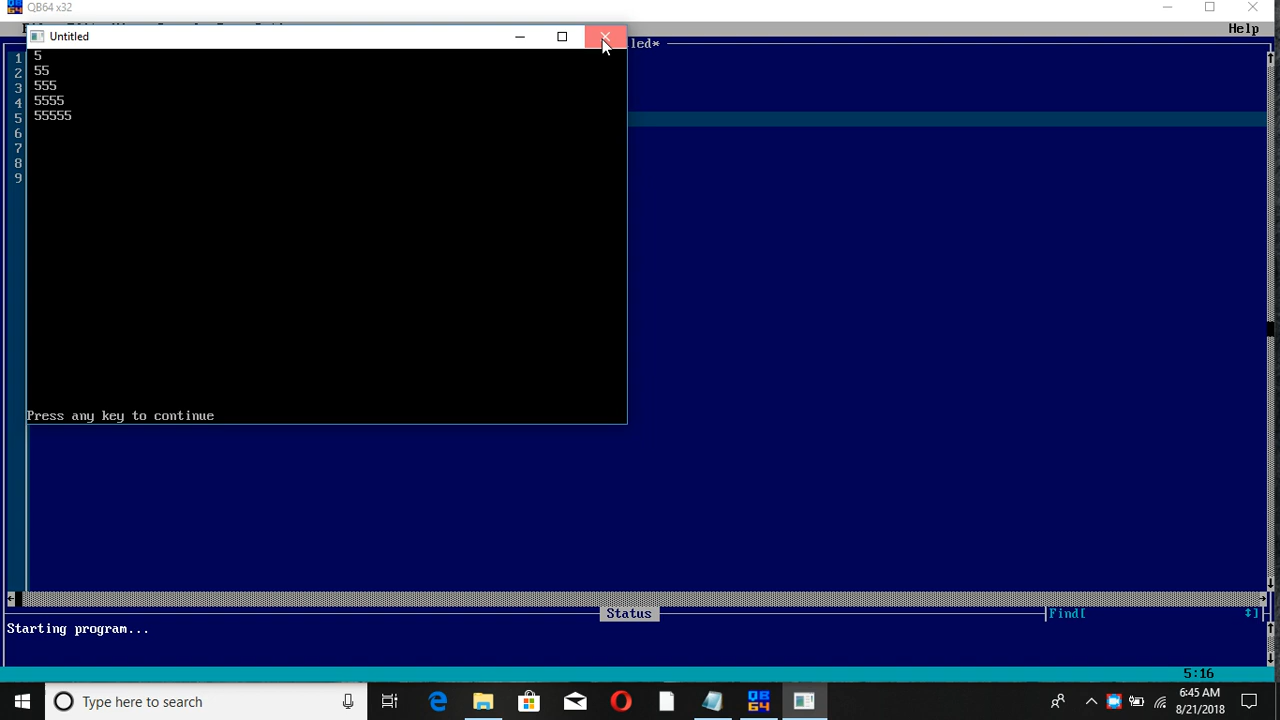 QB64 x32
Help
Untitled
led*
1
2
3
4
5
6
7
8
9
5
55
555
5555
55555
Press any key to continue
Status
Find[
Starting program...
5:16
Type here to search
QB
64
6:45 AM
8/21/2018